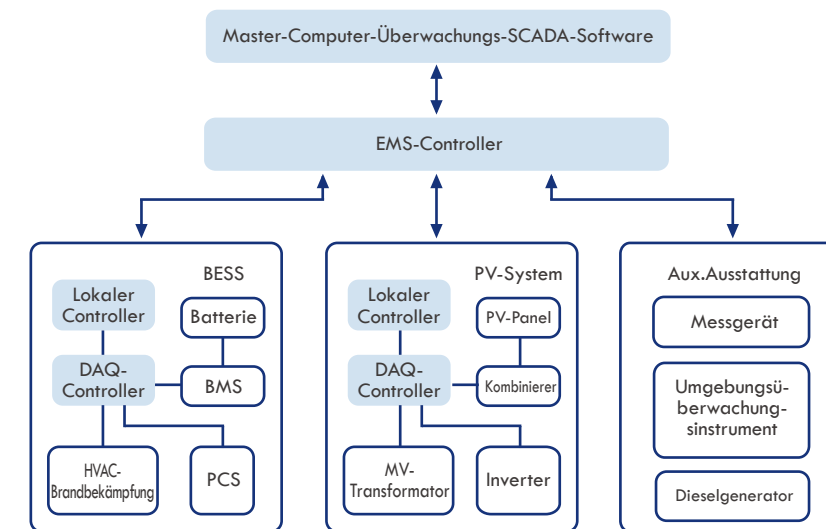 Master-Computer-Überwachungs-SCADA-Software
EMS-Controller
BESS
Lokaler
Controller
Batterie
DAQ-
Controller
BMS
HVAC-
Brandbekämpfung
PCS
PV-System
Lokaler
Controller
PV-Panel
DAQ-
Controller
Kombinierer
MV-
Transformator
Inverter
Aux.Ausstattung
Messgerät
Umgebungsü-
berwachung-
sinstrument
Dieselgenerator